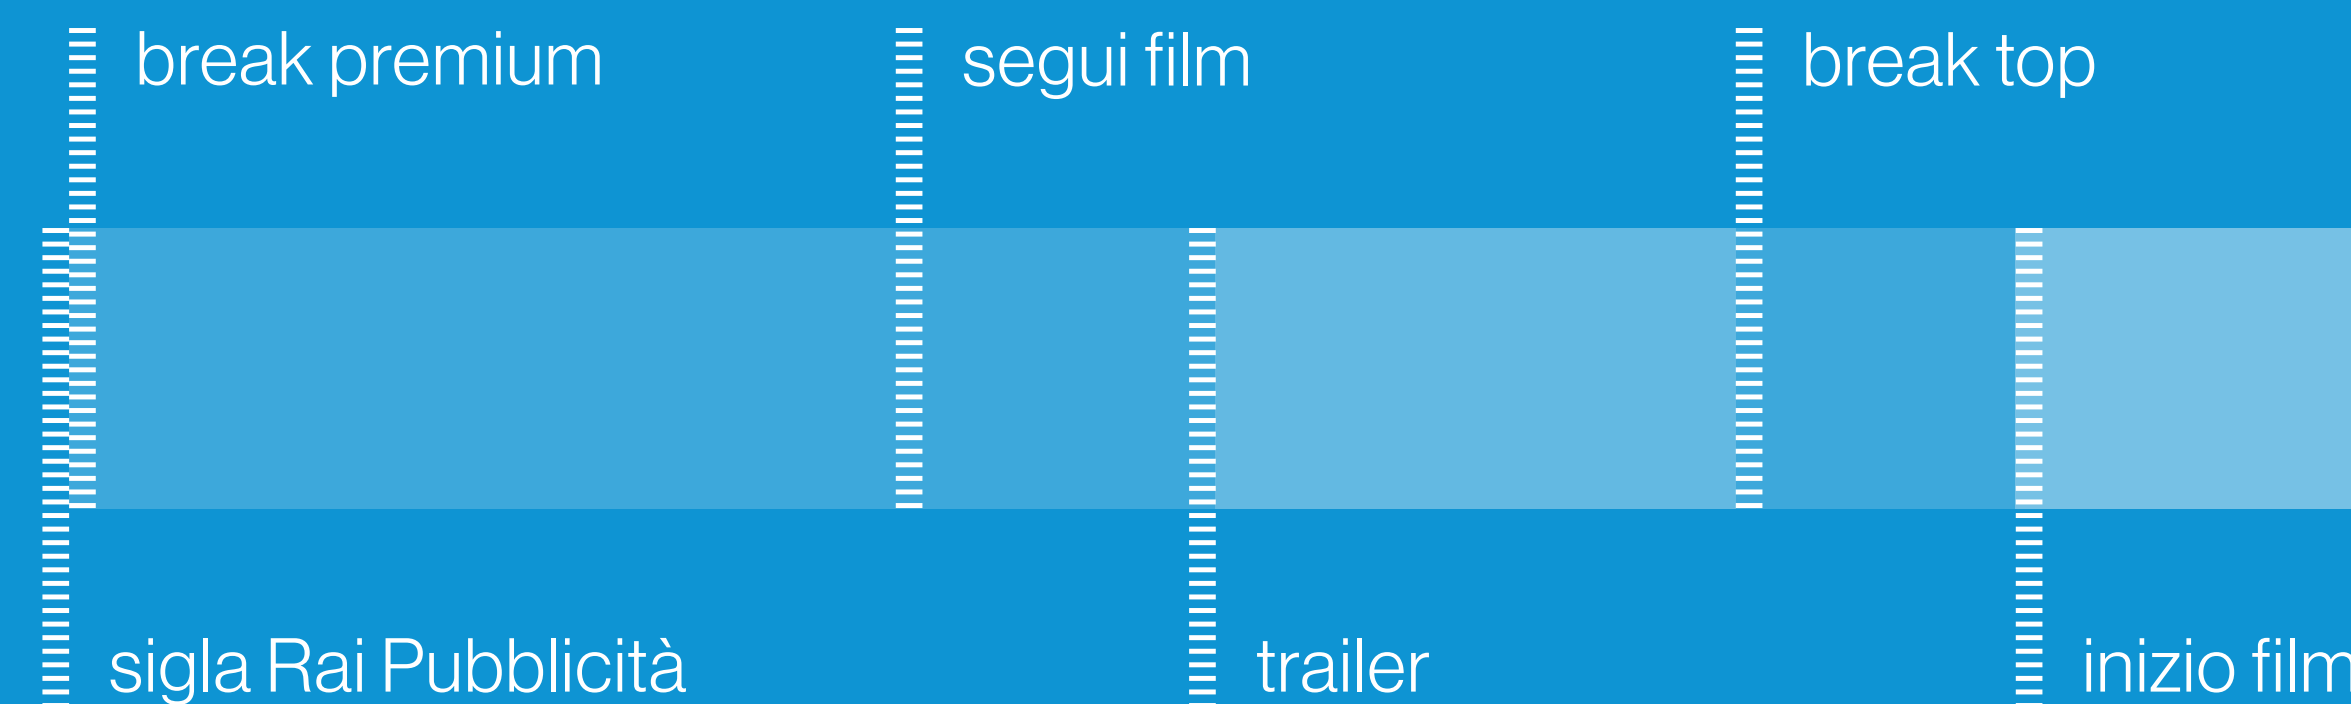 break premium
segui film
break top
sigla Rai Pubblicità
trailer
inizio film